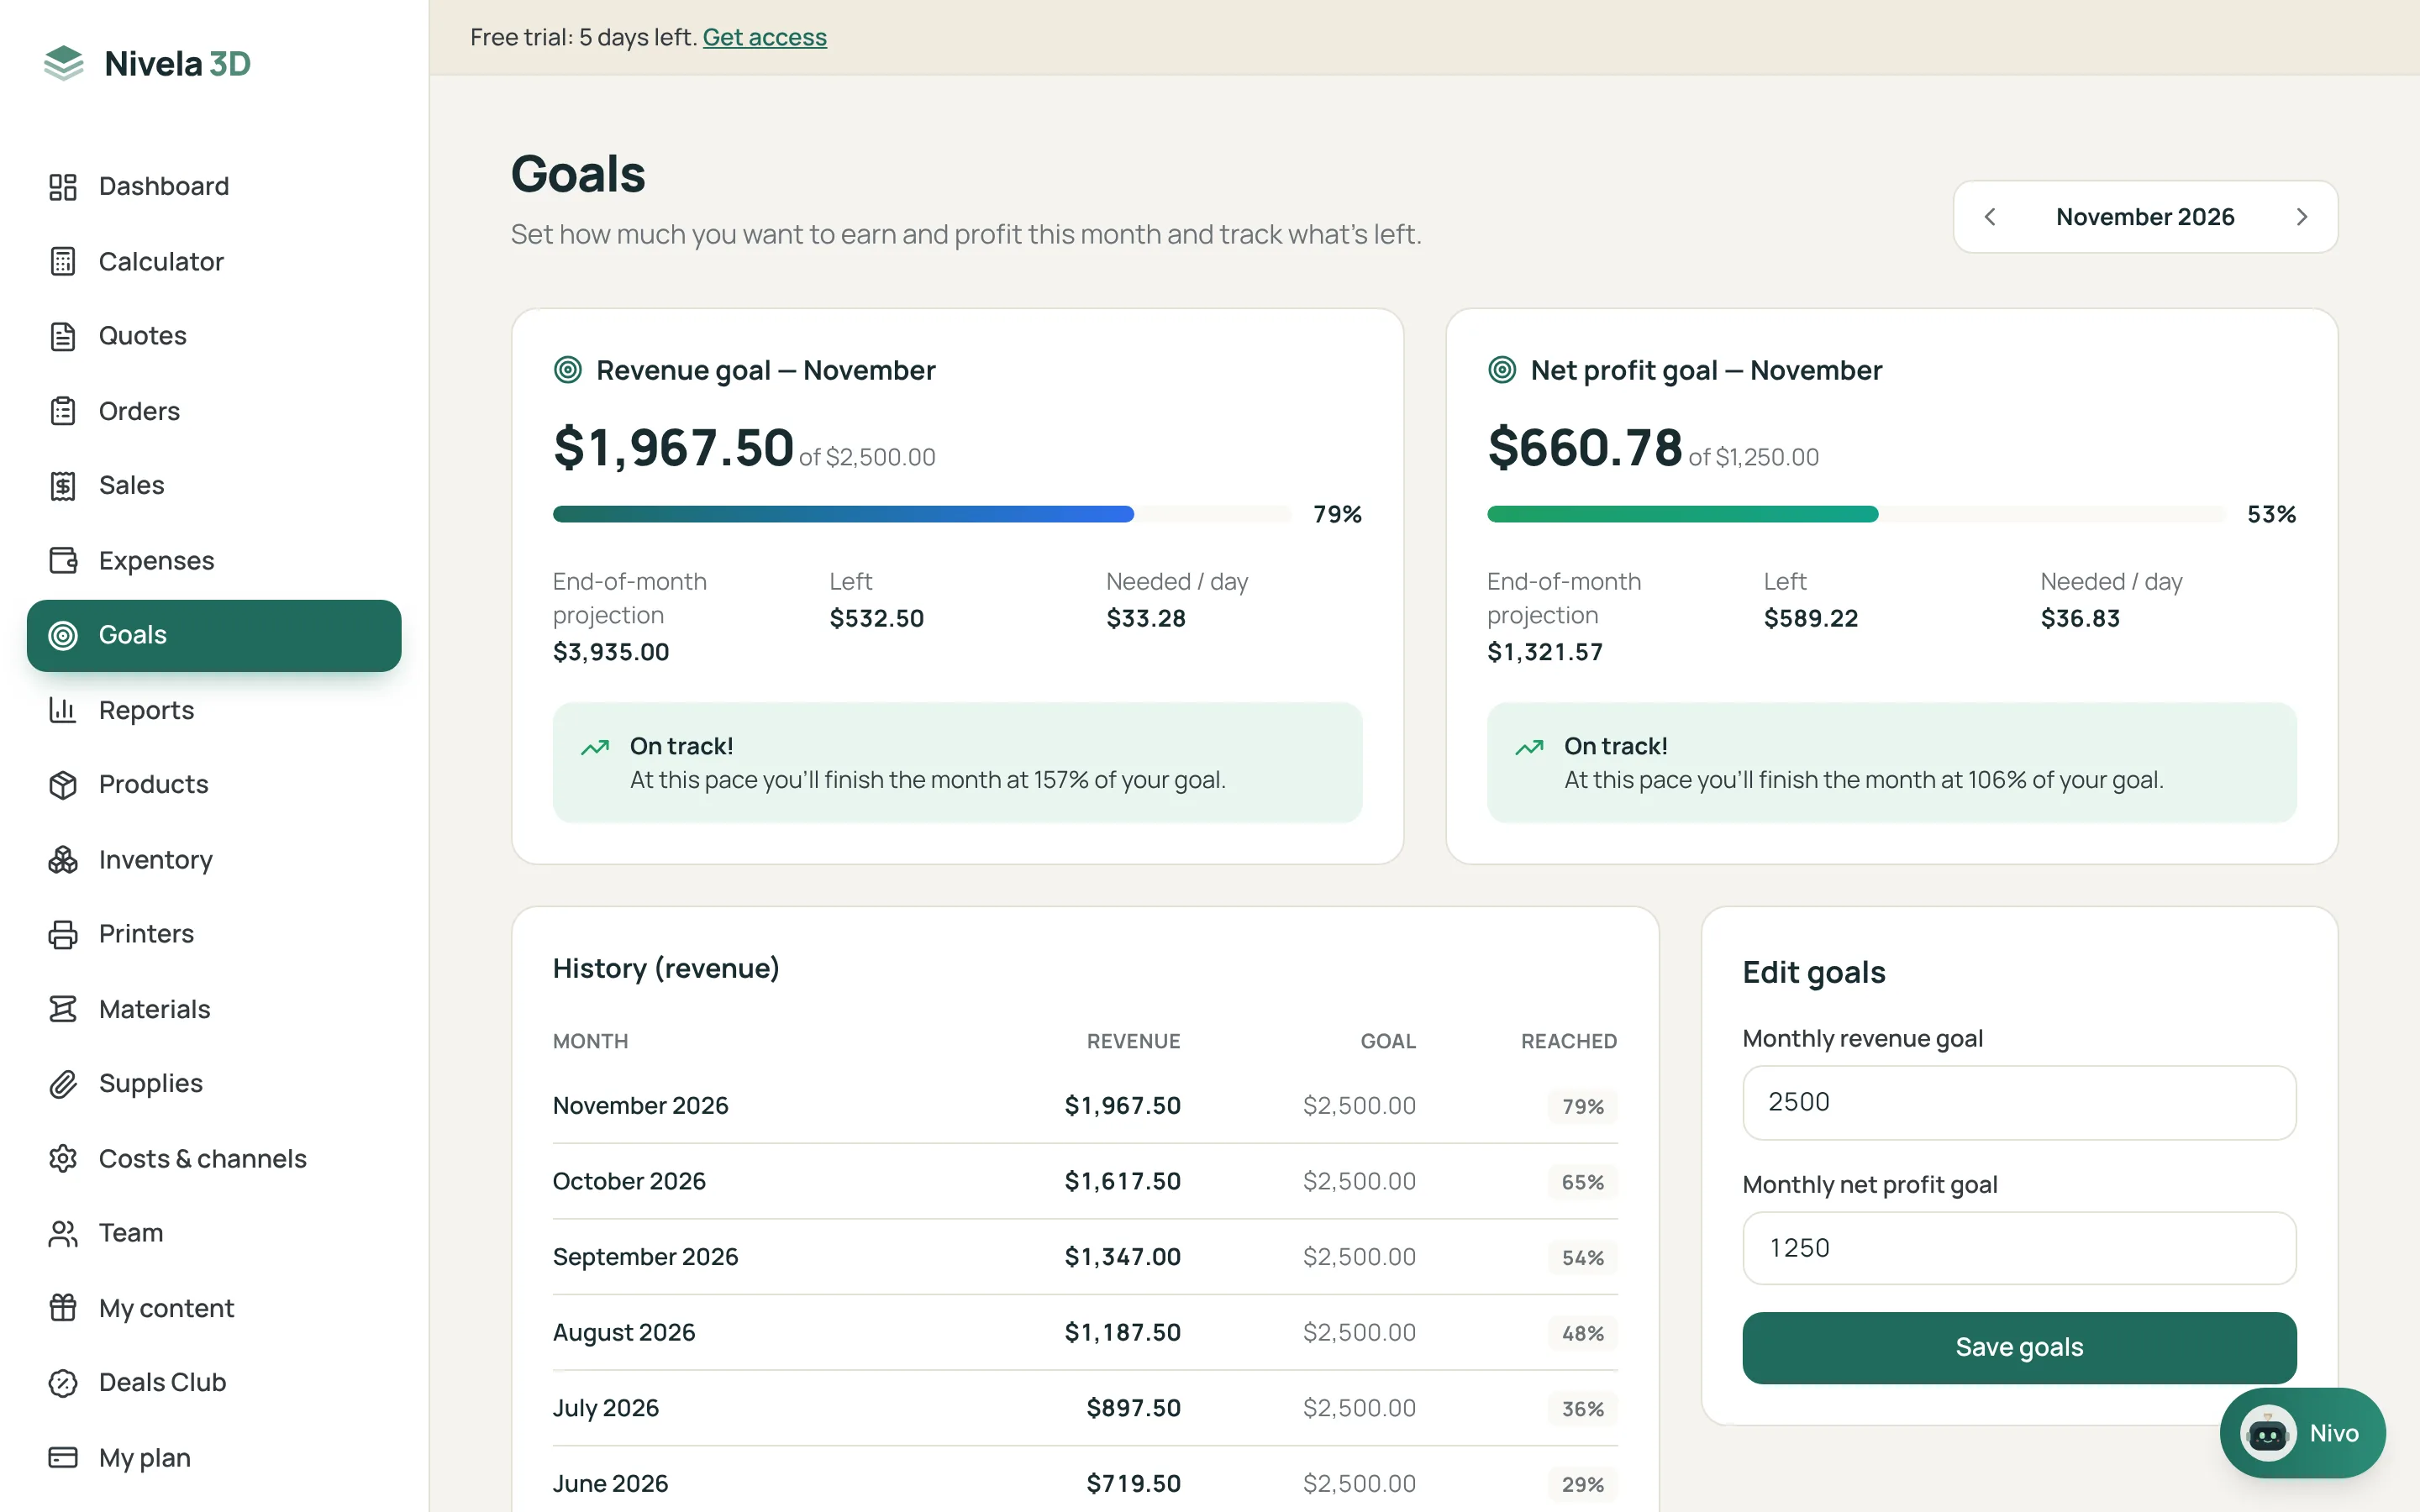 Nivela 3D
Dashboard
Calculator
Quotes
Orders
Sales
Expenses
Goals
Reports
Products
Inventory
Printers
Materials
Supplies
Costs & channels
Team
My content
Deals Club
My plan
Free trial: 5 days left. Get access
Goals
Set how much you want to earn and profit this month and track what's left.
November 2026
Revenue goal — November
$1,967.50 of $2,500.00
79%
End-of-month projection
$3,935.00
Left
$532.50
Needed / day
$33.28
On track!
At this pace you'll finish the month at 157% of your goal.
Net profit goal — November
$660.78 of $1,250.00
53%
End-of-month projection
$1,321.57
Left
$589.22
Needed / day
$36.83
On track!
At this pace you'll finish the month at 106% of your goal.
History (revenue)
MONTH REVENUE GOAL REACHED
November 2026 $1,967.50 $2,500.00 79%
October 2026 $1,617.50 $2,500.00 65%
September 2026 $1,347.00 $2,500.00 54%
August 2026 $1,187.50 $2,500.00 48%
July 2026 $897.50 $2,500.00 36%
June 2026 $719.50 $2,500.00 29%
Edit goals
Monthly revenue goal
2500
Monthly net profit goal
1250
Save goals
Nivo